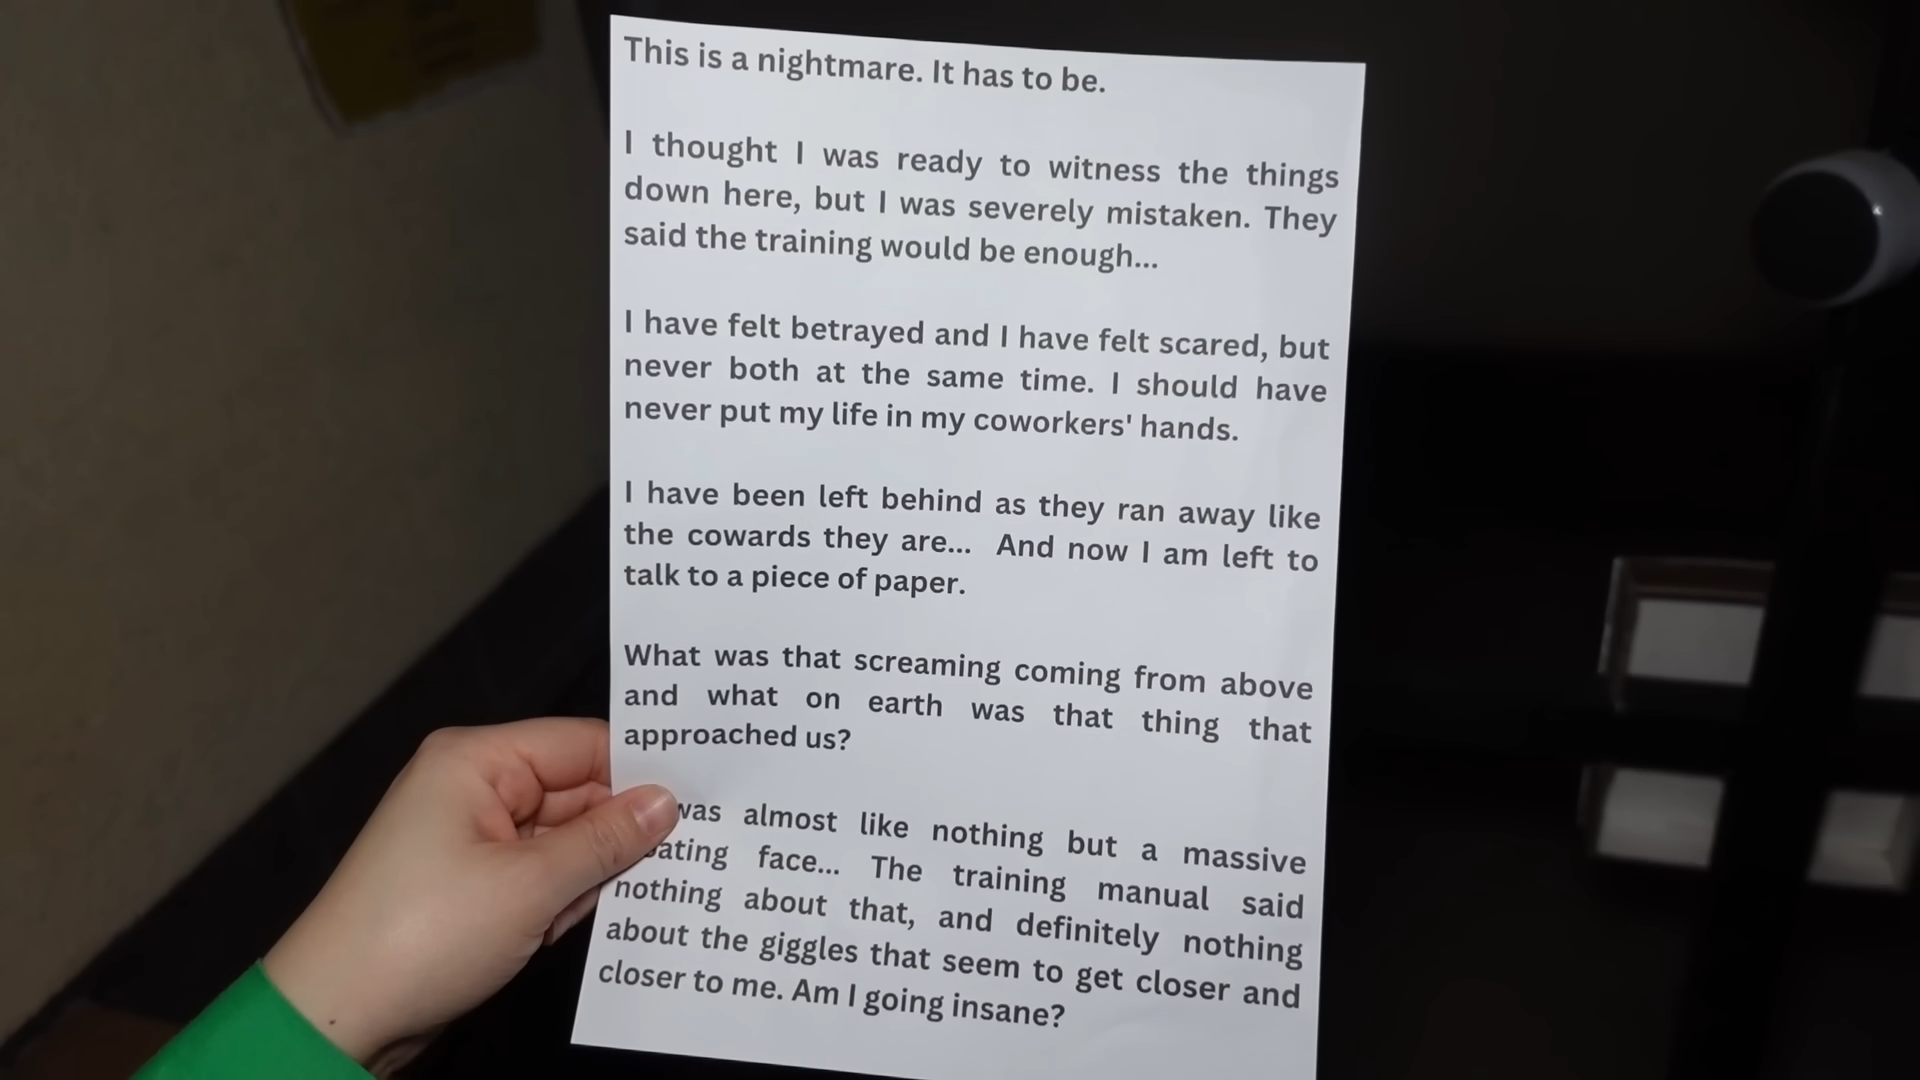 This is a nightmare. It has to be.
I thought I was ready to witness the things
down here, but I was severely mistaken. They
said the training would be enough...
I have felt betrayed and I have felt scared, but
never both at the same time. I should have
never put my life in my coworkers' hands.
I have been left behind as they ran away like
the cowards they are... And now I am left to
talk to a piece of paper.
What was that screaming coming from above
and what on earth was that thing that
approached us?
was almost like nothing but a massive
face... The training manual said
nothing about that, and definitely nothing
about the giggles that seem to get closer and
closer to me. Am I going insane?